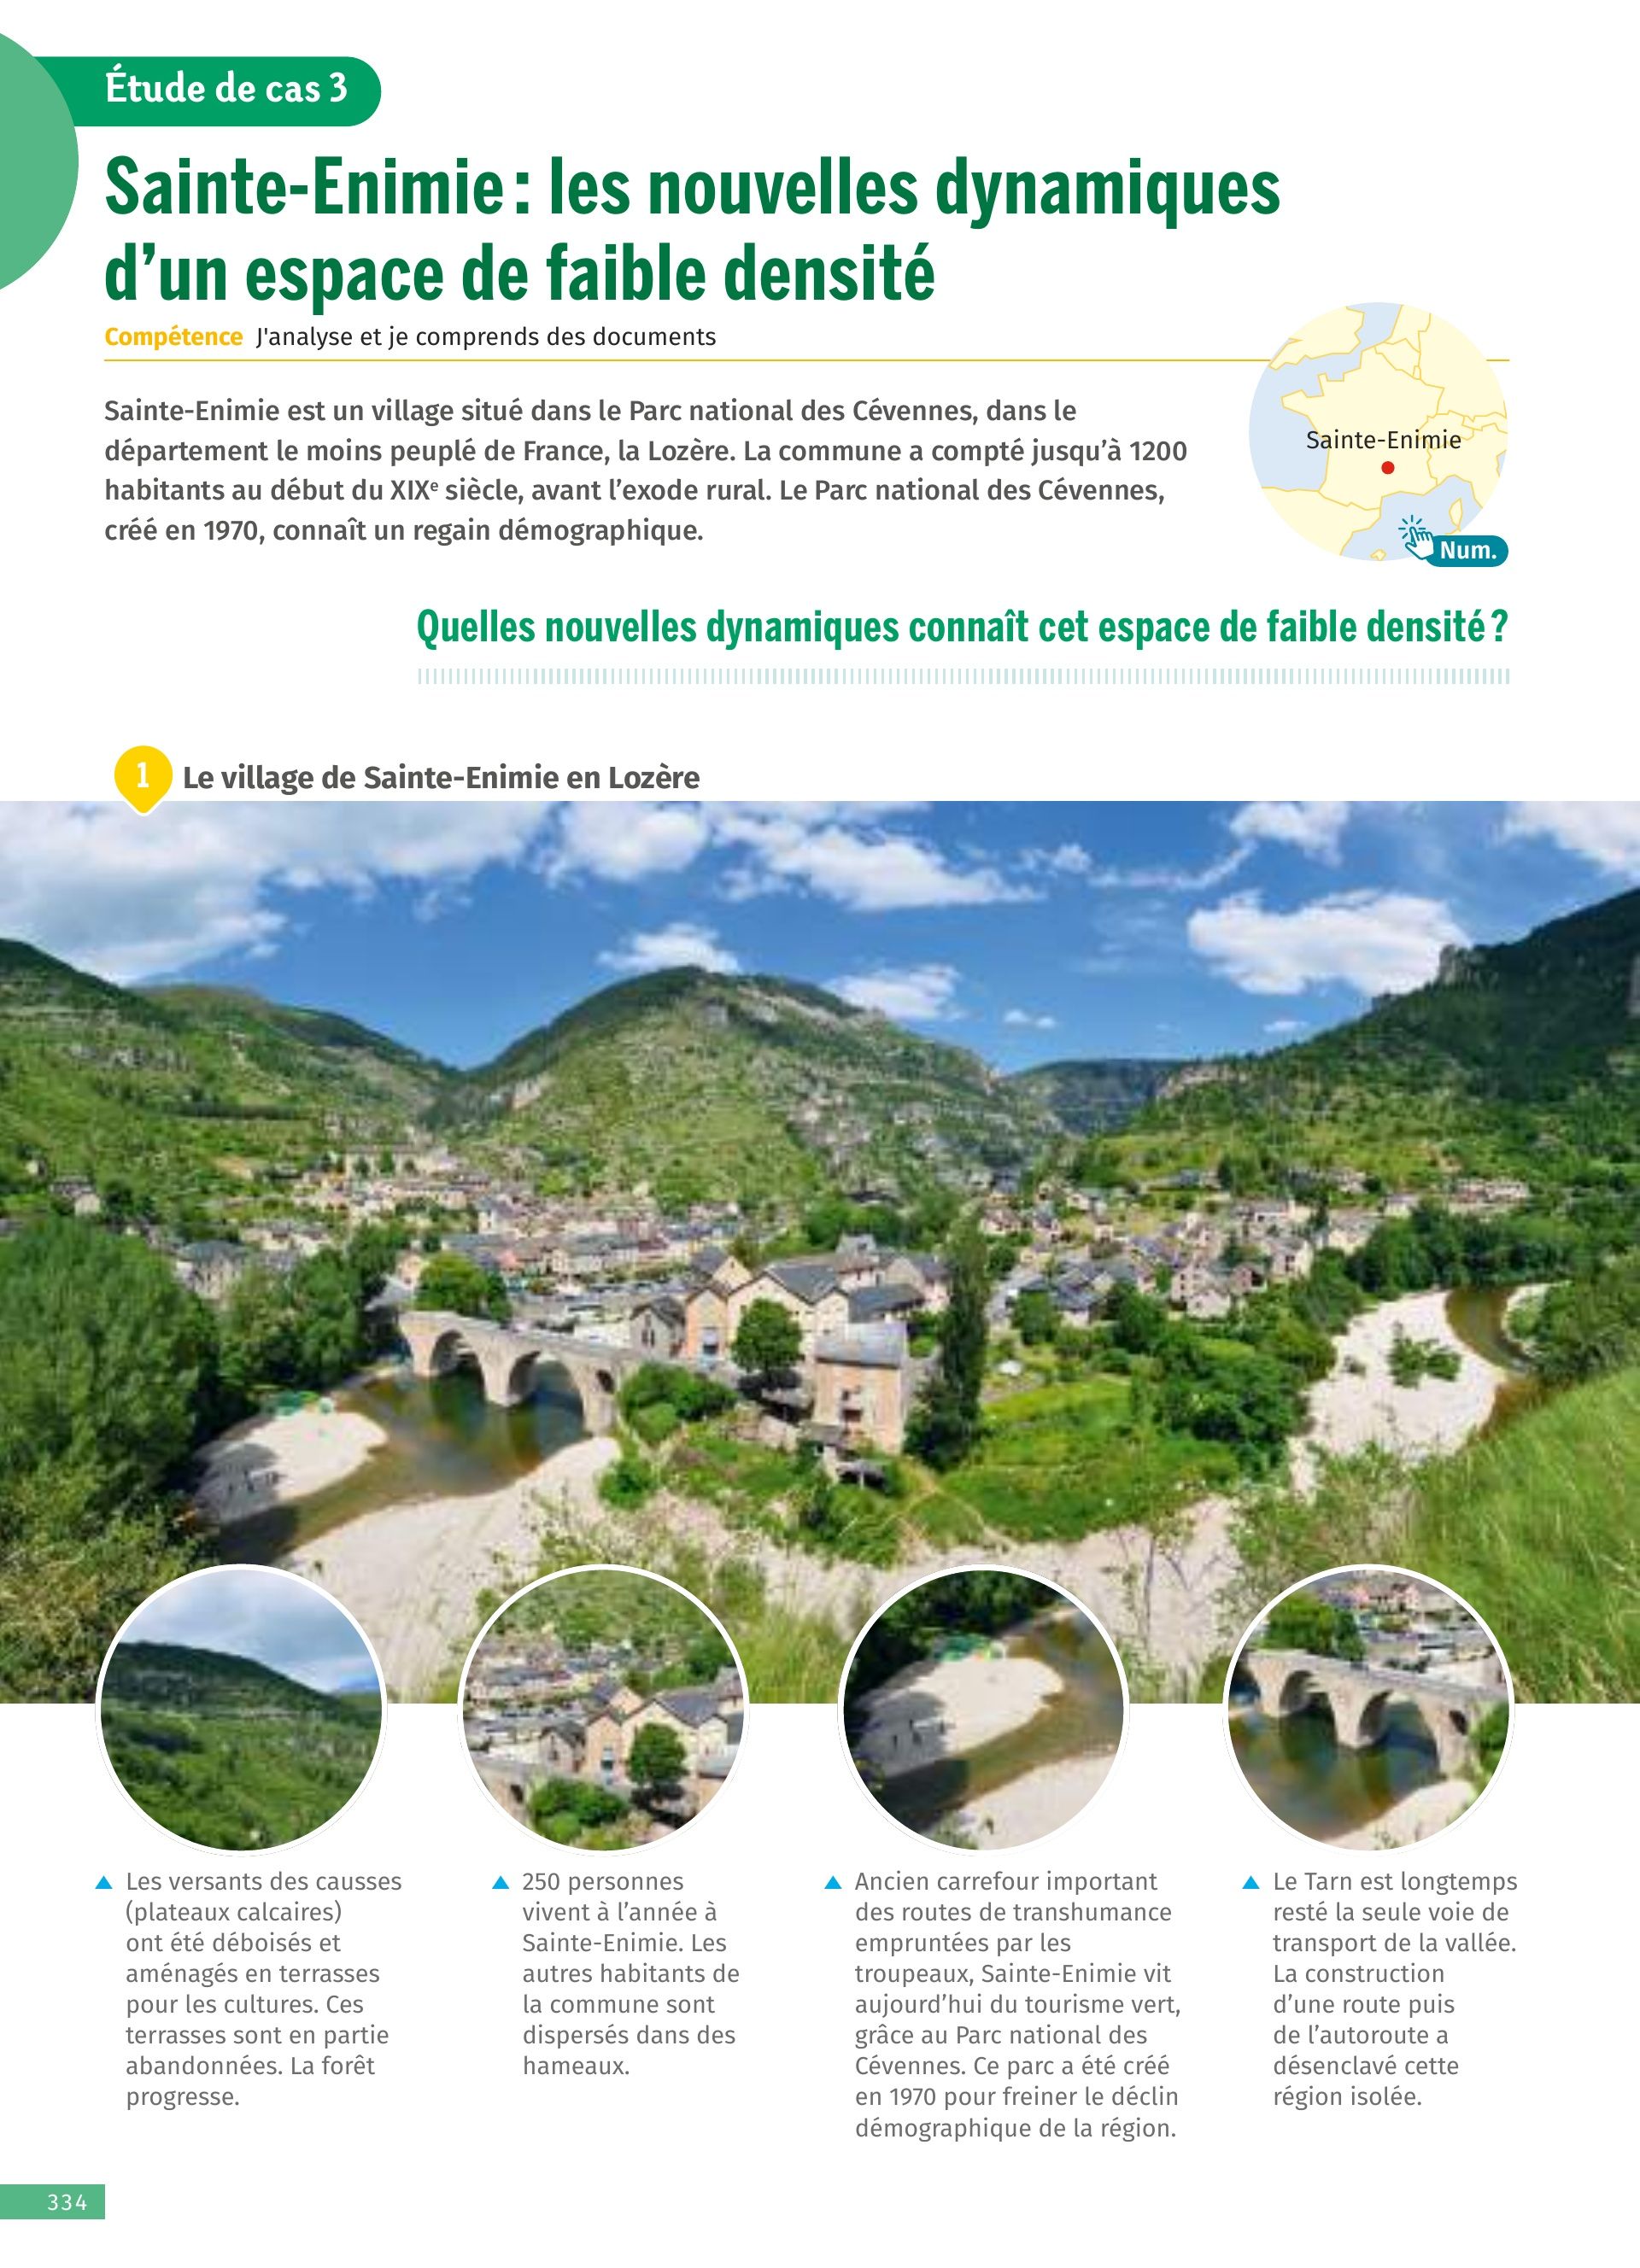 Étude de cas 3
Sainte-Enimie : les nouvelles dynamiques
d’un espace de faible densité
Compétence J'analyse et je comprends des documents
Sainte-Enimie est un village situé dans le Parc national des Cévennes, dans le
département le moins peuplé de France, la Lozère. La commune a compté jusqu’à 1200
habitants au début du XIXe siècle, avant l’exode rural. Le Parc national des Cévennes,
créé en 1970, connaît un regain démographique.
Sainte-Enimie
Num.
Quelles nouvelles dynamiques connaît cet espace de faible densité ?
1 Le village de Sainte-Enimie en Lozère
Les versants des causses
(plateaux calcaires)
ont été déboisés et
aménagés en terrasses
pour les cultures. Ces
terrasses sont en partie
abandonnées. La forêt
progresse.
250 personnes
vivent à l’année à
Sainte-Enimie. Les
autres habitants de
la commune sont
dispersés dans des
hameaux.
Ancien carrefour important
des routes de transhumance
empruntées par les
troupeaux, Sainte-Enimie vit
aujourd’hui du tourisme vert,
grâce au Parc national des
Cévennes. Ce parc a été créé
en 1970 pour freiner le déclin
démographique de la région.
Le Tarn est longtemps
resté la seule voie de
transport de la vallée.
La construction
d’une route puis
de l’autoroute a
désenclavé cette
région isolée.
334